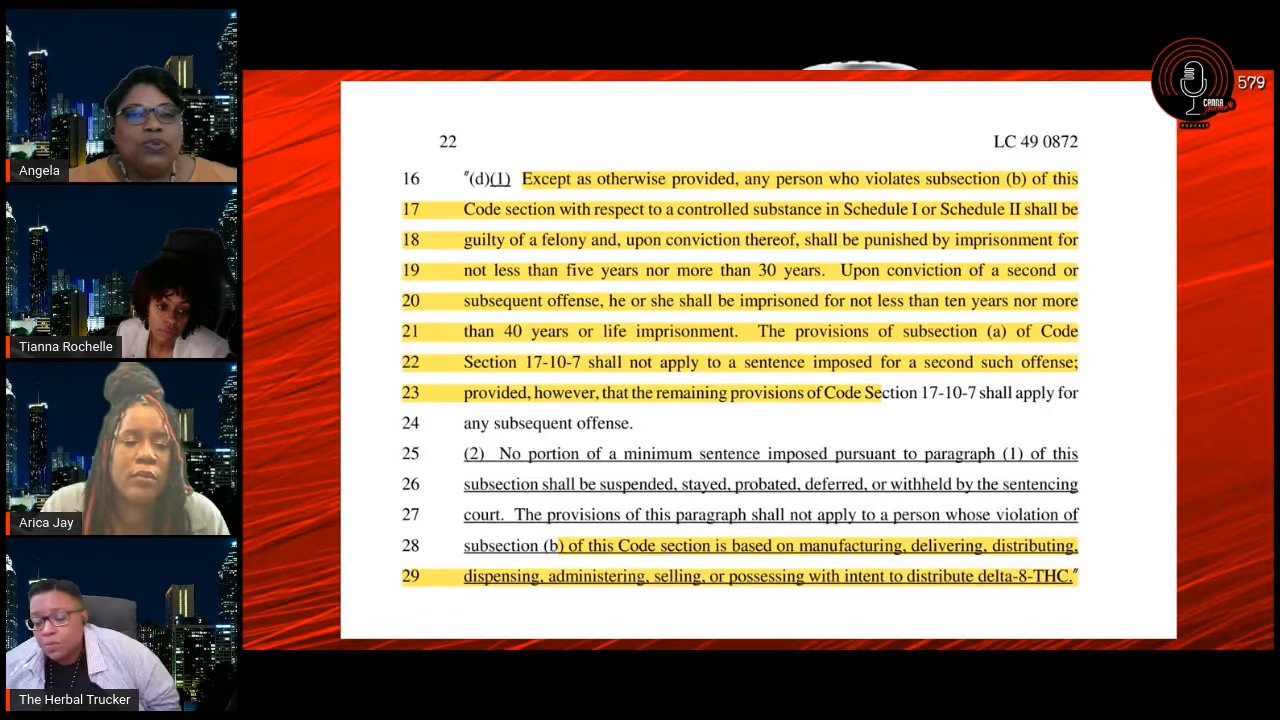 Angela
Tianna Rochelle
Arica Jay
The Herbal Trucker
22 LC 49 0872
16 "(d)(1) Except as otherwise provided, any person who violates subsection (b) of this
17 Code section with respect to a controlled substance in Schedule I or Schedule II shall be
18 guilty of a felony and, upon conviction thereof, shall be punished by imprisonment for
19 not less than five years nor more than 30 years. Upon conviction of a second or
20 subsequent offense, he or she shall be imprisoned for not less than ten years nor more
21 than 40 years or life imprisonment. The provisions of subsection (a) of Code
22 Section 17-10-7 shall not apply to a sentence imposed for a second such offense;
23 provided, however, that the remaining provisions of Code Section 17-10-7 shall apply for
24 any subsequent offense.
25 (2) No portion of a minimum sentence imposed pursuant to paragraph (1) of this
26 subsection shall be suspended, stayed, probated, deferred, or withheld by the sentencing
27 court. The provisions of this paragraph shall not apply to a person whose violation of
28 subsection (b) of this Code section is based on manufacturing, delivering, distributing,
29 dispensing, administering, selling, or possessing with intent to distribute delta-8-THC."
CANNA
PODCAST
579